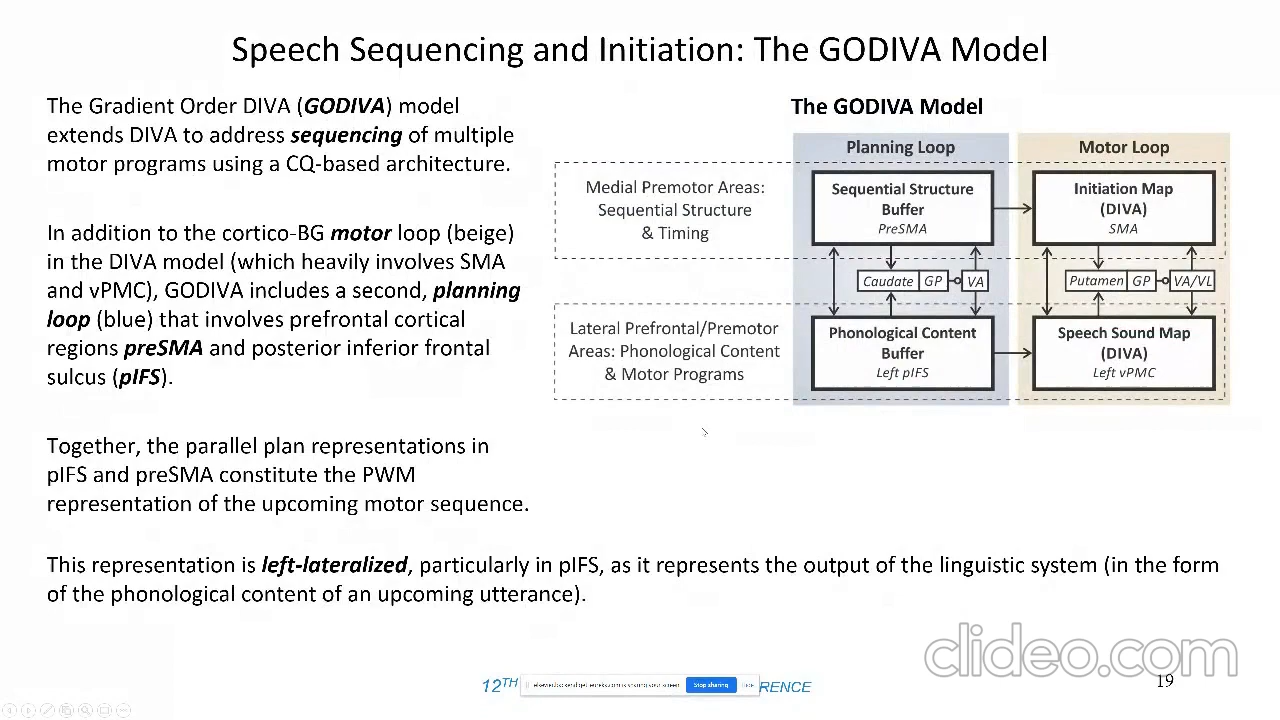 Speech Sequencing and Initiation: The GODIVA Model
The Gradient Order DIVA (GODIVA) model
extends DIVA to address sequencing of multiple
motor programs using a CQ-based architecture.
In addition to the cortico-BG motor loop (beige)
in the DIVA model (which heavily involves SMA
and vPMC), GODIVA includes a second, planning
loop (blue) that involves prefrontal cortical
regions preSMA and posterior inferior frontal
sulcus (pIFS).
Together, the parallel plan representations in
pIFS and preSMA constitute the PWM
representation of the upcoming motor sequence.
This representation is left-lateralized, particularly in pIFS, as it represents the output of the linguistic system (in the form
of the phonological content of an upcoming utterance).
The GODIVA Model
Planning Loop
Motor Loop
Medial Premotor Areas:
Sequential Structure
& Timing
Sequential Structure
Buffer
PreSMA
Initiation Map
(DIVA)
SMA
Caudate GP VA
Putamen GP VA/VL
Lateral Prefrontal/Premotor
Areas: Phonological Content
& Motor Programs
Phonological Content
Buffer
Left pIFS
Speech Sound Map
(DIVA)
Left vPMC
clideo.com
12TH
is sharing your screen
Stop sharing
Hide
RENCE
19